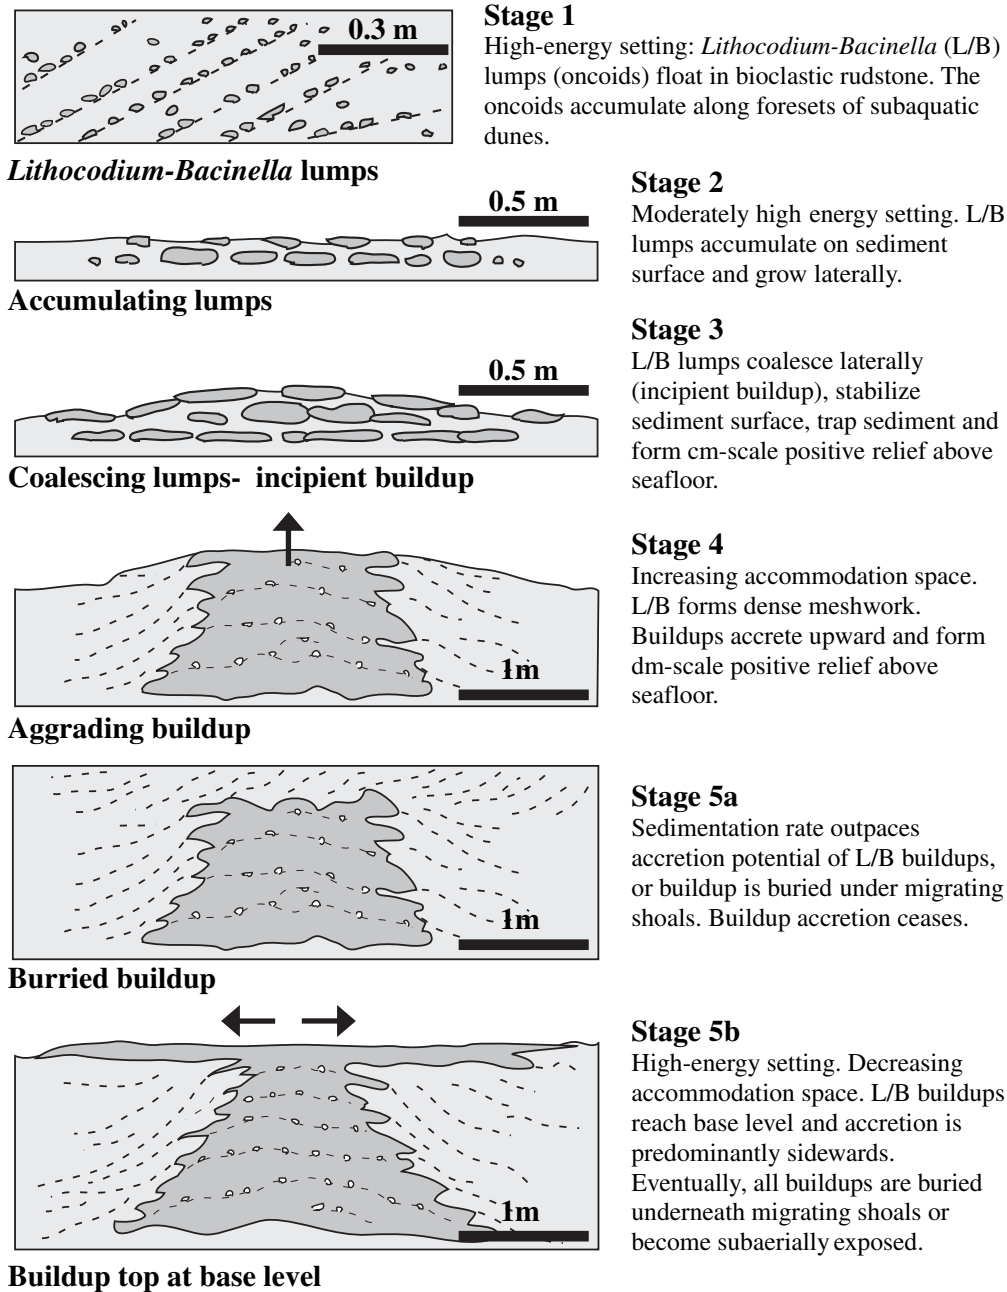 0.3 m
Stage 1
High-energy setting: Lithocodium-Bacinella (L/B)
lumps (oncoids) float in bioclastic rudstone. The
oncoids accumulate along foresets of subaquatic
dunes.
Lithocodium-Bacinella lumps
0.5 m
Stage 2
Moderately high energy setting. L/B
lumps accumulate on sediment
surface and grow laterally.
Accumulating lumps
0.5 m
Stage 3
L/B lumps coalesce laterally
(incipient buildup), stabilize
sediment surface, trap sediment and
form cm-scale positive relief above
seafloor.
Coalescing lumps- incipient buildup
Stage 4
Increasing accommodation space.
L/B forms dense meshwork.
Buildups accrete upward and form
dm-scale positive relief above
seafloor.
1m
Aggrading buildup
Stage 5a
Sedimentation rate outpaces
accretion potential of L/B buildups,
or buildup is buried under migrating
shoals. Buildup accretion ceases.
1m
Burried buildup
Stage 5b
High-energy setting. Decreasing
accommodation space. L/B buildups
reach base level and accretion is
predominantly sidewards.
Eventually, all buildups are buried
underneath migrating shoals or
become subaerially exposed.
1m
Buildup top at base level